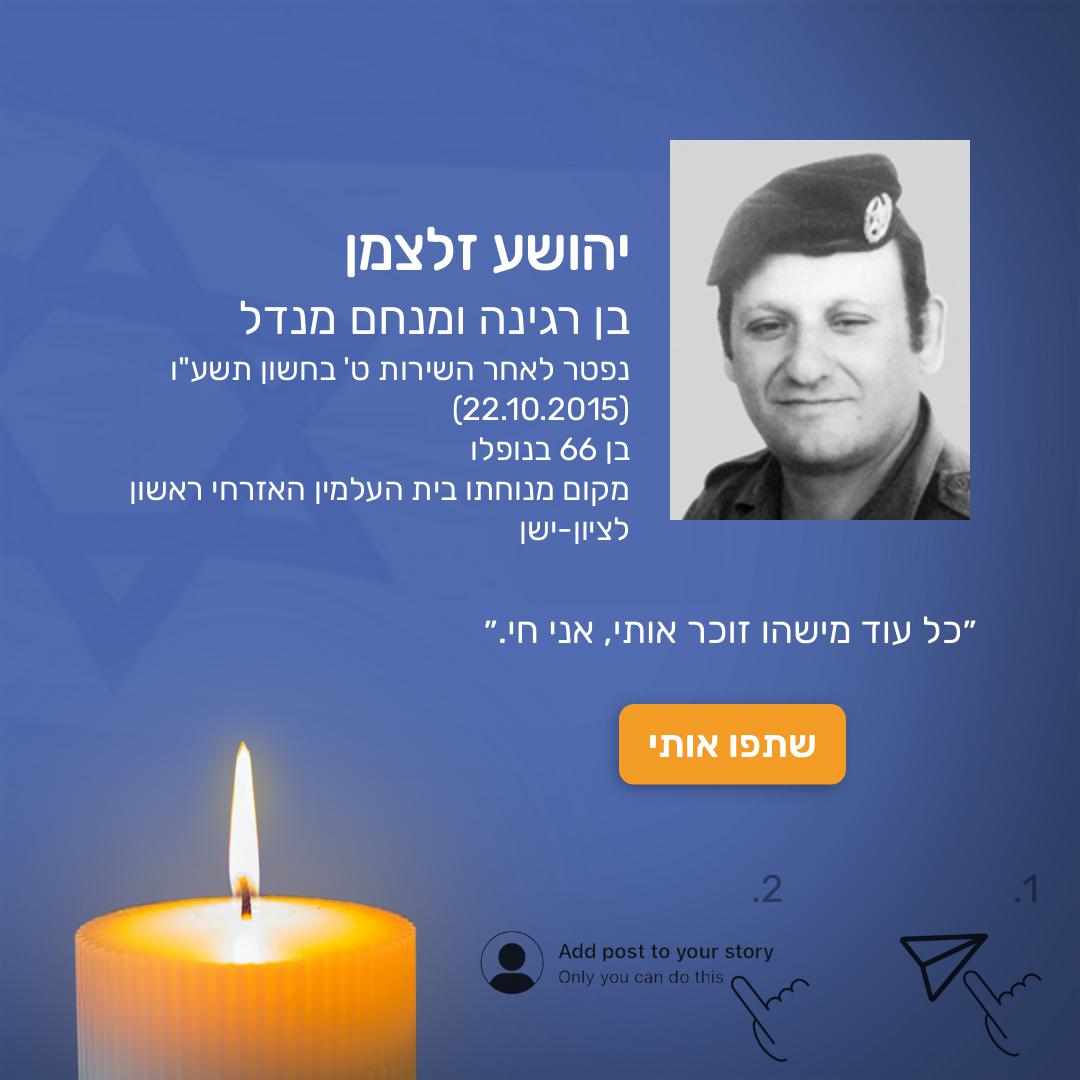 יהושע זלצמן
בן רגינה ומנחם מנדל
נפטר לאחר השירות ט' בחשון תשע"ו
(22.10.2015)
בן 66 בנופלו
מקום מנוחתו בית העלמין האזרחי ראשון
לציון-ישן
״כל עוד מישהו זוכר אותי, אני חי.״
שתפו אותי
1.
2.
Add post to your story
Only you can do this